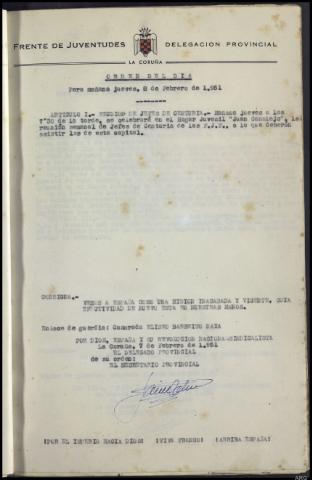 FRENTE DE JUVENTUDES DELEGACION PROVINCIAL
LA CORUÑA
ORDEN DEL DIA
Para mañana jueves, 8 de Febrero de 1.951
ARTICULO I.- REUNION DE JEFES DE CENTURIA.- Mañana jueves a las
7'30 de la tarde, se celebrará en el Hogar Juvenil "Juan Canalejo", la
reunión semanal de Jefes de Centuria de las F.J.F., a la que deberán
asistir los de esta capital.
CONSIGNA.-
VEMOS A ESPAÑA COMO UNA MISION INACABADA Y VIGENTE, CUYA
EFECTIVIDAD DE NUEVO ESTA EN NUESTRAS MANOS.
Enlace de guardia: Camarada ELISEO
POR DIOS, ESPAÑA Y SU REVOLUCION NACIONAL-SINDICALISTA
La Coruña, 7 de Febrero de 1.951
EL DELEGADO PROVINCIAL
de su orden:
EL SECRETARIO PROVINCIAL
¡POR EL IMPERIO HACIA DIOS! ¡VIVA FRANCO! ¡ARRIBA ESPAÑA!
ARG